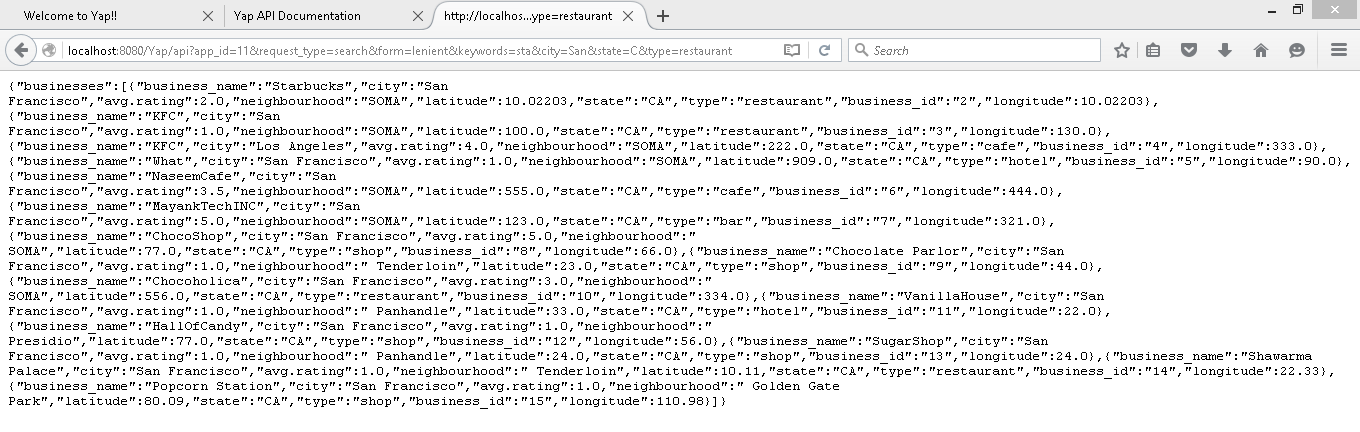 Welcome to Yap!!
Yap API Documentation
http://localhos...ype=restaurant
localhost:8080/Yap/api?app_id=11&request_type=search&form=lenient&keywords=sta&city=San&state=C&type=restaurant
Search
{"businesses":[{"business_name":"Starbucks","city":"San
Francisco","avg.rating":2.0,"neighbourhood":"SOMA","latitude":10.02203,"state":"CA","type":"restaurant","business_id":"2","longitude":10.02203},
{"business_name":"KFC","city":"San
Francisco","avg.rating":1.0,"neighbourhood":"SOMA","latitude":100.0,"state":"CA","type":"restaurant","business_id":"3","longitude":130.0},
{"business_name":"KFC","city":"Los Angeles","avg.rating":4.0,"neighbourhood":"SOMA","latitude":222.0,"state":"CA","type":"cafe","business_id":"4","longitude":333.0},
{"business_name":"What","city":"San Francisco","avg.rating":1.0,"neighbourhood":"SOMA","latitude":909.0,"state":"CA","type":"hotel","business_id":"5","longitude":90.0},
{"business_name":"NaseemCafe","city":"San
Francisco","avg.rating":3.5,"neighbourhood":"SOMA","latitude":555.0,"state":"CA","type":"cafe","business_id":"6","longitude":444.0},
{"business_name":"MayankTechINC","city":"San
Francisco","avg.rating":5.0,"neighbourhood":"SOMA","latitude":123.0,"state":"CA","type":"bar","business_id":"7","longitude":321.0},
{"business_name":"ChocoShop","city":"San Francisco","avg.rating":5.0,"neighbourhood":"
SOMA","latitude":77.0,"state":"CA","type":"shop","business_id":"8","longitude":66.0},{"business_name":"Chocolate Parlor","city":"San
Francisco","avg.rating":1.0,"neighbourhood":" Tenderloin","latitude":23.0,"state":"CA","type":"shop","business_id":"9","longitude":44.0},
{"business_name":"Chocoholica","city":"San Francisco","avg.rating":3.0,"neighbourhood":"
SOMA","latitude":556.0,"state":"CA","type":"restaurant","business_id":"10","longitude":334.0},{"business_name":"VanillaHouse","city":"San
Francisco","avg.rating":1.0,"neighbourhood":" Panhandle","latitude":33.0,"state":"CA","type":"hotel","business_id":"11","longitude":22.0},
{"business_name":"HallOfCandy","city":"San Francisco","avg.rating":1.0,"neighbourhood":"
Presidio","latitude":77.0,"state":"CA","type":"shop","business_id":"12","longitude":56.0},{"business_name":"SugarShop","city":"San
Francisco","avg.rating":1.0,"neighbourhood":" Panhandle","latitude":24.0,"state":"CA","type":"shop","business_id":"13","longitude":24.0},{"business_name":"Shawarma
Palace","city":"San Francisco","avg.rating":1.0,"neighbourhood":" Tenderloin","latitude":10.11,"state":"CA","type":"restaurant","business_id":"14","longitude":22.33},
{"business_name":"Popcorn Station","city":"San Francisco","avg.rating":1.0,"neighbourhood":" Golden Gate
Park","latitude":80.09,"state":"CA","type":"shop","business_id":"15","longitude":110.98}]}